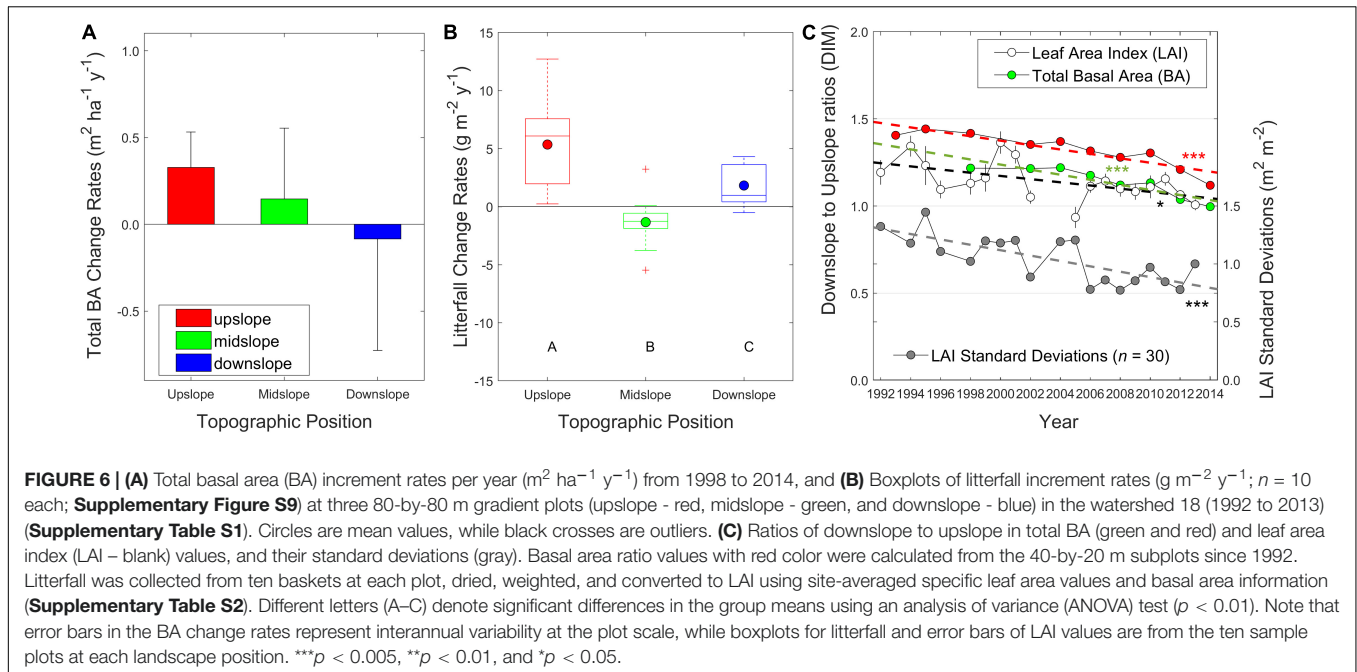 A
Total BA Change Rates (m² ha⁻¹ y⁻¹)
1.0
0.5
0.0
-0.5
upslope
midslope
downslope
Upslope Midslope Downslope
Topographic Position
B
Litterfall Change Rates (g m⁻² y⁻¹)
15
10
5
0
-5
-10
-15
A B C
Upslope Midslope Downslope
Topographic Position
C
Downslope to Upslope ratios (DIM)
2.0
1.5
1.0
0.5
2.0
Leaf Area Index (LAI)
Total Basal Area (BA)
***
***
*
***
LAI Standard Deviations (n = 30)
1.5
1.0
0.5
0.0
LAI Standard Deviations (m² m⁻²)
1992 1994 1996 1998 2000 2002 2004 2006 2008 2010 2012 2014
Year
FIGURE 6 | (A) Total basal area (BA) increment rates per year (m² ha⁻¹ y⁻¹) from 1998 to 2014, and (B) Boxplots of litterfall increment rates (g m⁻² y⁻¹; n = 10
each; Supplementary Figure S9) at three 80-by-80 m gradient plots (upslope - red, midslope - green, and downslope - blue) in the watershed 18 (1992 to 2013)
(Supplementary Table S1). Circles are mean values, while black crosses are outliers. (C) Ratios of downslope to upslope in total BA (green and red) and leaf area
index (LAI – blank) values, and their standard deviations (gray). Basal area ratio values with red color were calculated from the 40-by-20 m subplots since 1992.
Litterfall was collected from ten baskets at each plot, dried, weighted, and converted to LAI using site-averaged specific leaf area values and basal area information
(Supplementary Table S2). Different letters (A–C) denote significant differences in the group means using an analysis of variance (ANOVA) test (p < 0.01). Note that
error bars in the BA change rates represent interannual variability at the plot scale, while boxplots for litterfall and error bars of LAI values are from the ten sample
plots at each landscape position. ***p < 0.005, **p < 0.01, and *p < 0.05.